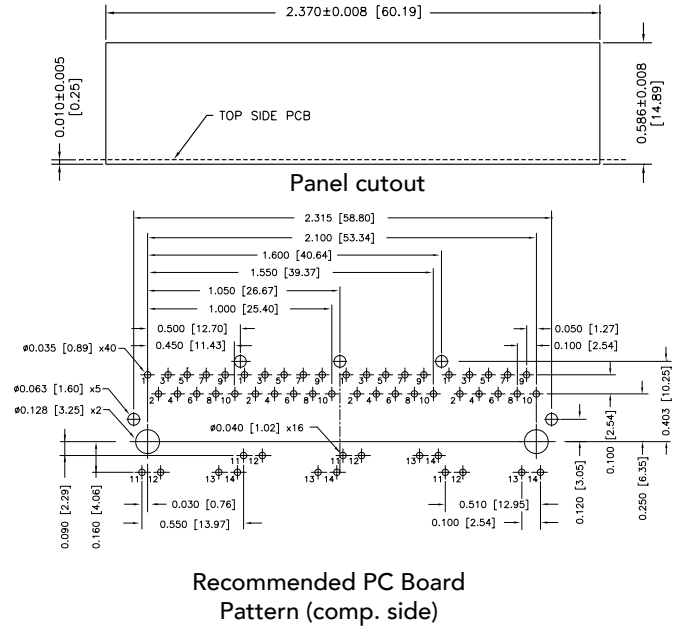 2.370±0.008 [60.19]
0.010±0.005
[0.25]
TOP SIDE PCB
0.586±0.008
[14.89]
Panel cutout
2.315 [58.80]
2.100 [53.34]
1.600 [40.64]
1.550 [39.37]
1.050 [26.67]
1.000 [25.40]
0.500 [12.70]
0.050 [1.27]
0.450 [11.43]
0.100 [2.54]
ø0.035 [0.89] x40
1 3 5 7 9 1 3 5 7 9 1 3 5 7 9 1 3 5 7 9
ø0.063 [1.60] x5
2 4 6 8 10 2 4 6 8 10 2 4 6 8 10 2 4 6 8 10
ø0.128 [3.25] x2
ø0.040 [1.02] x16
0.403 [10.25]
0.100 [2.54]
11 12 11 12 13 14
11 12 13 14 13 14 11 12 13 14
0.090 [2.29]
0.160 [4.06]
0.030 [0.76]
0.510 [12.95]
0.550 [13.97]
0.100 [2.54]
0.120 [3.05]
0.250 [6.35]
Recommended PC Board
Pattern (comp. side)